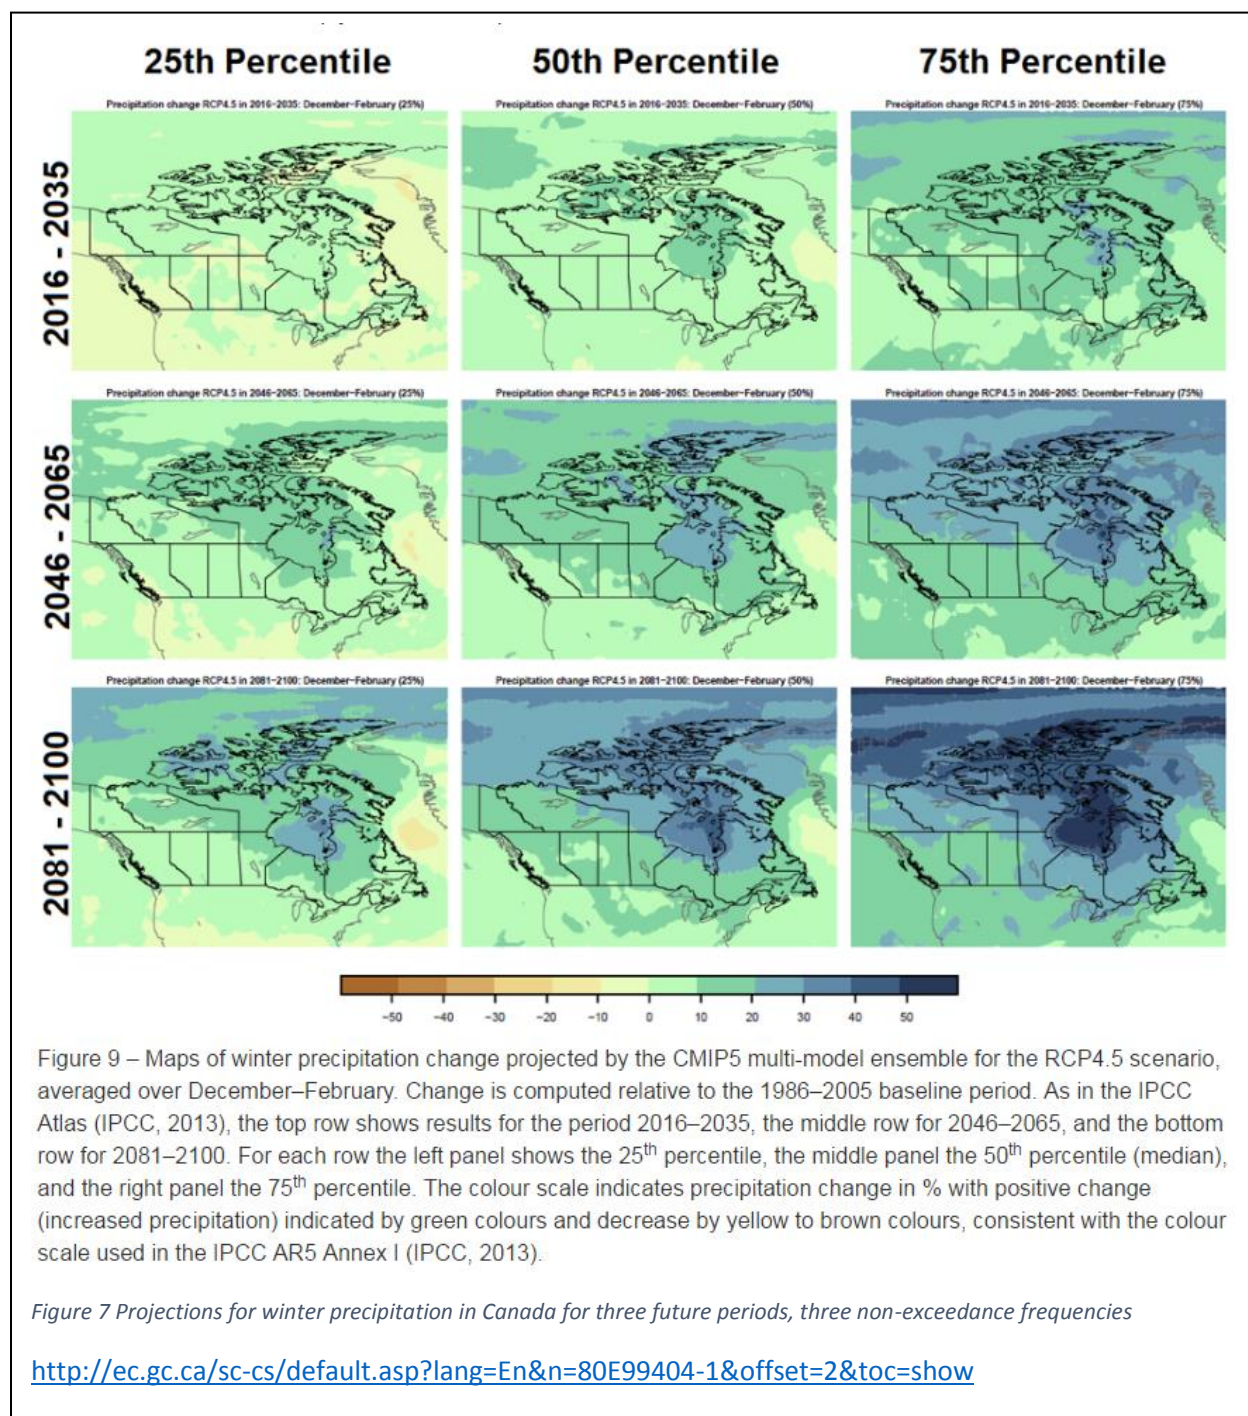 25th Percentile 50th Percentile 75th Percentile
Precipitation change RCP4.5 in 2016-2035: December-February (25%) Precipitation change RCP4.5 in 2016-2035: December-February (50%) Precipitation change RCP4.5 in 2016-2035: December-February (75%)
2016 - 2035
Precipitation change RCP4.5 in 2046-2065: December-February (25%) Precipitation change RCP4.5 in 2046-2065: December-February (50%) Precipitation change RCP4.5 in 2046-2065: December-February (75%)
2046 - 2065
Precipitation change RCP4.5 in 2081-2100: December-February (25%) Precipitation change RCP4.5 in 2081-2100: December-February (50%) Precipitation change RCP4.5 in 2081-2100: December-February (75%)
2081 - 2100
-50 -40 -30 -20 -10 0 10 20 30 40 50
Figure 9 – Maps of winter precipitation change projected by the CMIP5 multi-model ensemble for the RCP4.5 scenario,
averaged over December–February. Change is computed relative to the 1986–2005 baseline period. As in the IPCC
Atlas (IPCC, 2013), the top row shows results for the period 2016–2035, the middle row for 2046–2065, and the bottom
row for 2081–2100. For each row the left panel shows the 25th percentile, the middle panel the 50th percentile (median),
and the right panel the 75th percentile. The colour scale indicates precipitation change in % with positive change
(increased precipitation) indicated by green colours and decrease by yellow to brown colours, consistent with the colour
scale used in the IPCC AR5 Annex I (IPCC, 2013).
Figure 7 Projections for winter precipitation in Canada for three future periods, three non-exceedance frequencies
http://ec.gc.ca/sc-cs/default.asp?lang=En&n=80E99404-1&offset=2&toc=show